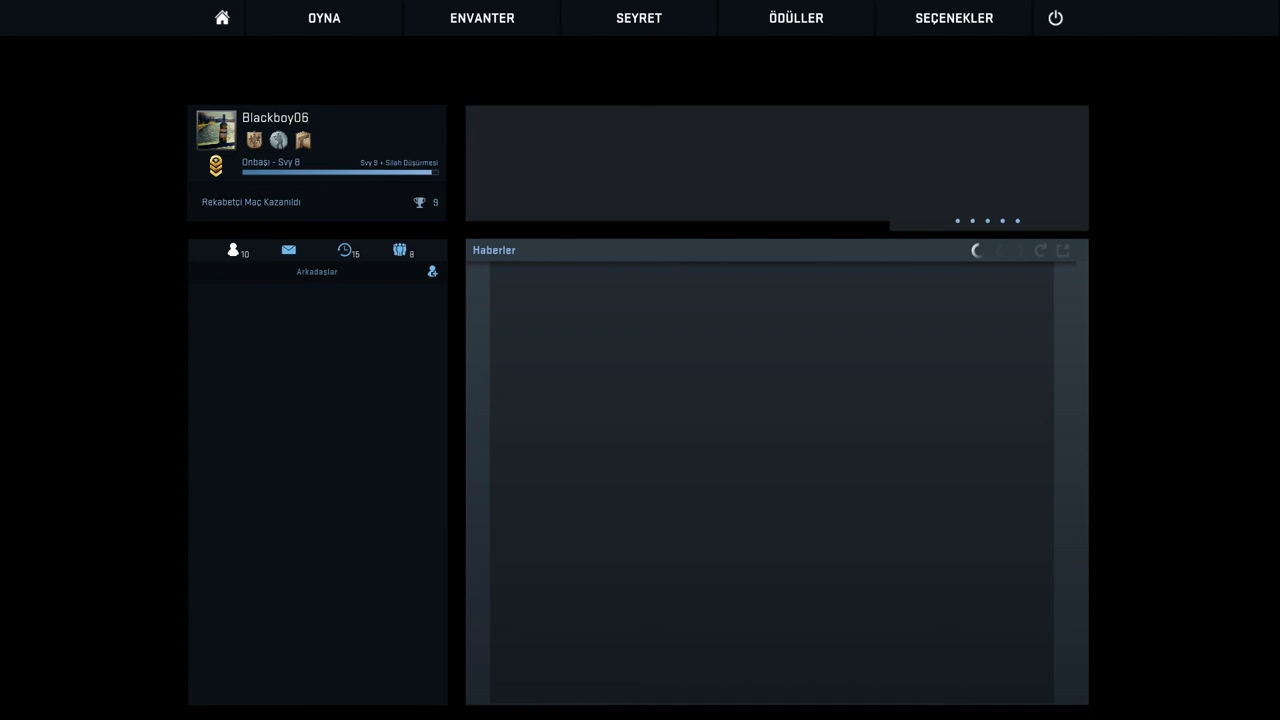 OYNA
ENVANTER
SEYRET
ÖDÜLLER
SEÇENEKLER
Blackboy06
Onbaşı - Svy 8
Svy 9 + Silah Düşürmesi
Rekabetçi Maç Kazanıldı
9
10
15
8
Arkadaşlar
Haberler